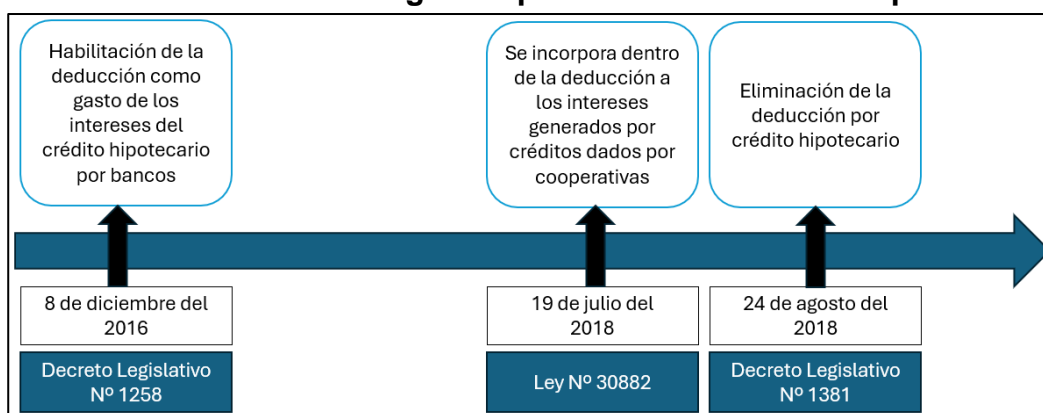 Habilitación de la
deducción como
gasto de los
intereses del
crédito hipotecario
por bancos
Se incorpora dentro
de la deducción a
los intereses
generados por
créditos dados por
cooperativas
Eliminación de la
deducción por
crédito hipotecario
8 de diciembre del
2016
19 de julio del
2018
24 de agosto del
2018
Decreto Legislativo
Nº 1258
Ley Nº 30882
Decreto Legislativo
Nº 1381